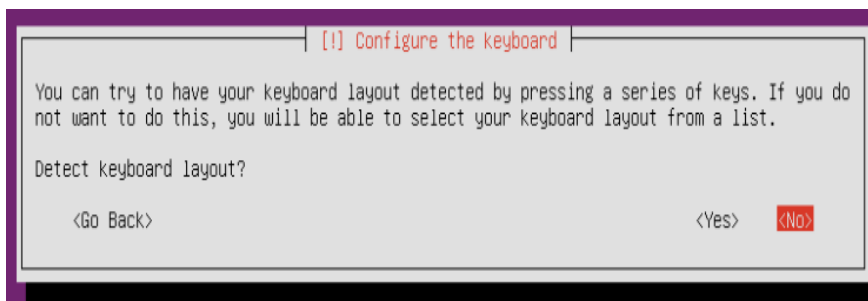 [!] Configure the keyboard
You can try to have your keyboard layout detected by pressing a series of keys. If you do
not want to do this, you will be able to select your keyboard layout from a list.
Detect keyboard layout?
<Go Back> <Yes> <No>